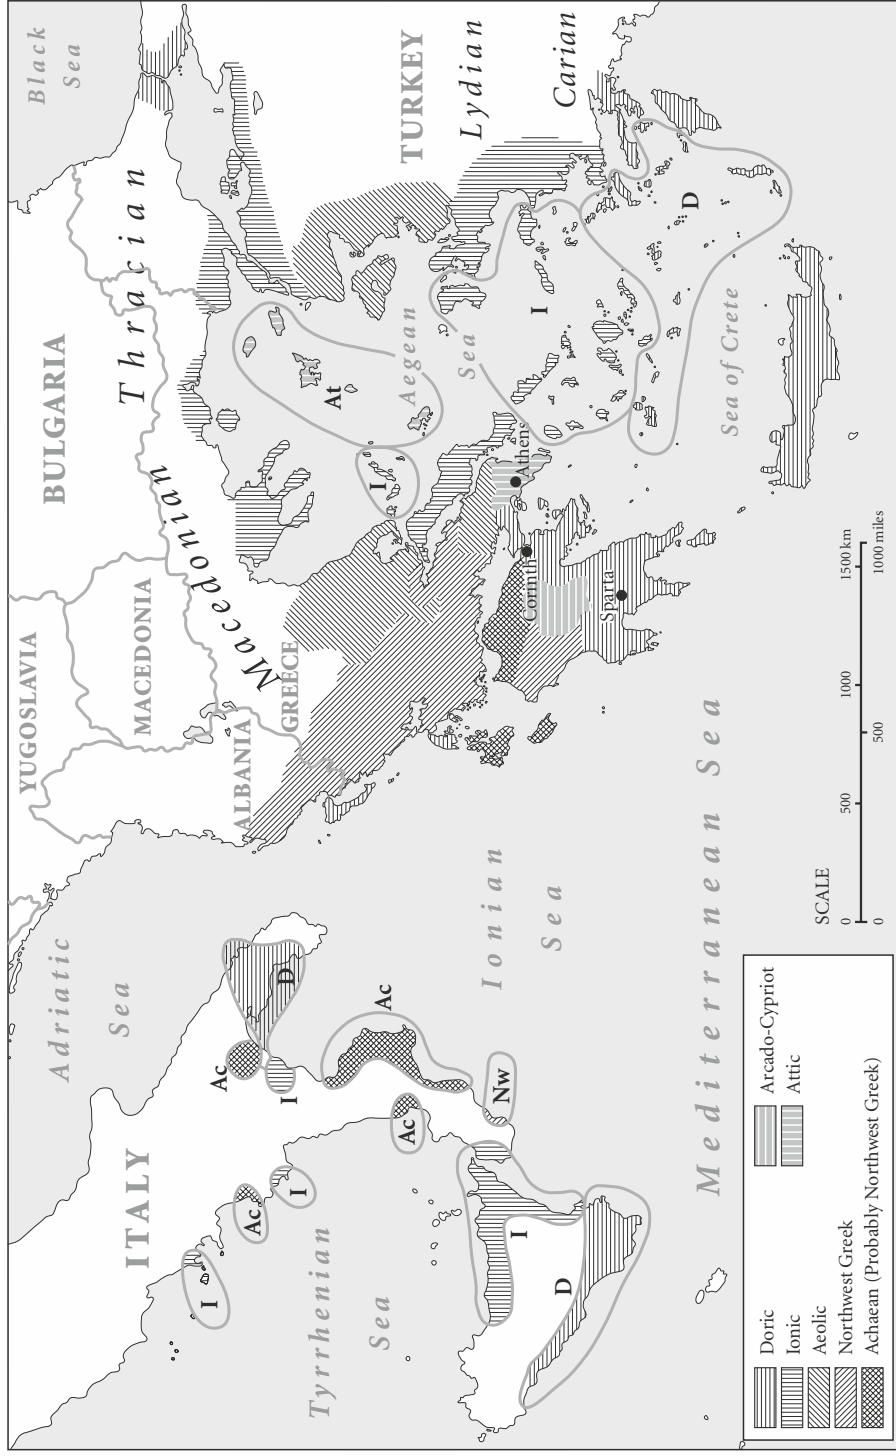 Black
Sea
Adriatic
Sea
YUGOSLAVIA
BULGARIA
Thracian
MACEDONIA
Macedonian
ITALY
ALBANIA
GREECE
TURKEY
Lydian
Carian
Ac
I
D
I
Ac
I
Ac
Ac
Nw
I
D
Tyrrhenian
Sea
Ionian
Sea
At
I
Aegean
Sea
I
D
Athens
Corinth
Sparta
Sea of Crete
Mediterranean Sea
Doric
Ionic
Aeolic
Northwest Greek
Achaean (Probably Northwest Greek)
Arcado-Cypriot
Attic
SCALE
0 500 1000 1500 km
0 500 1000 miles